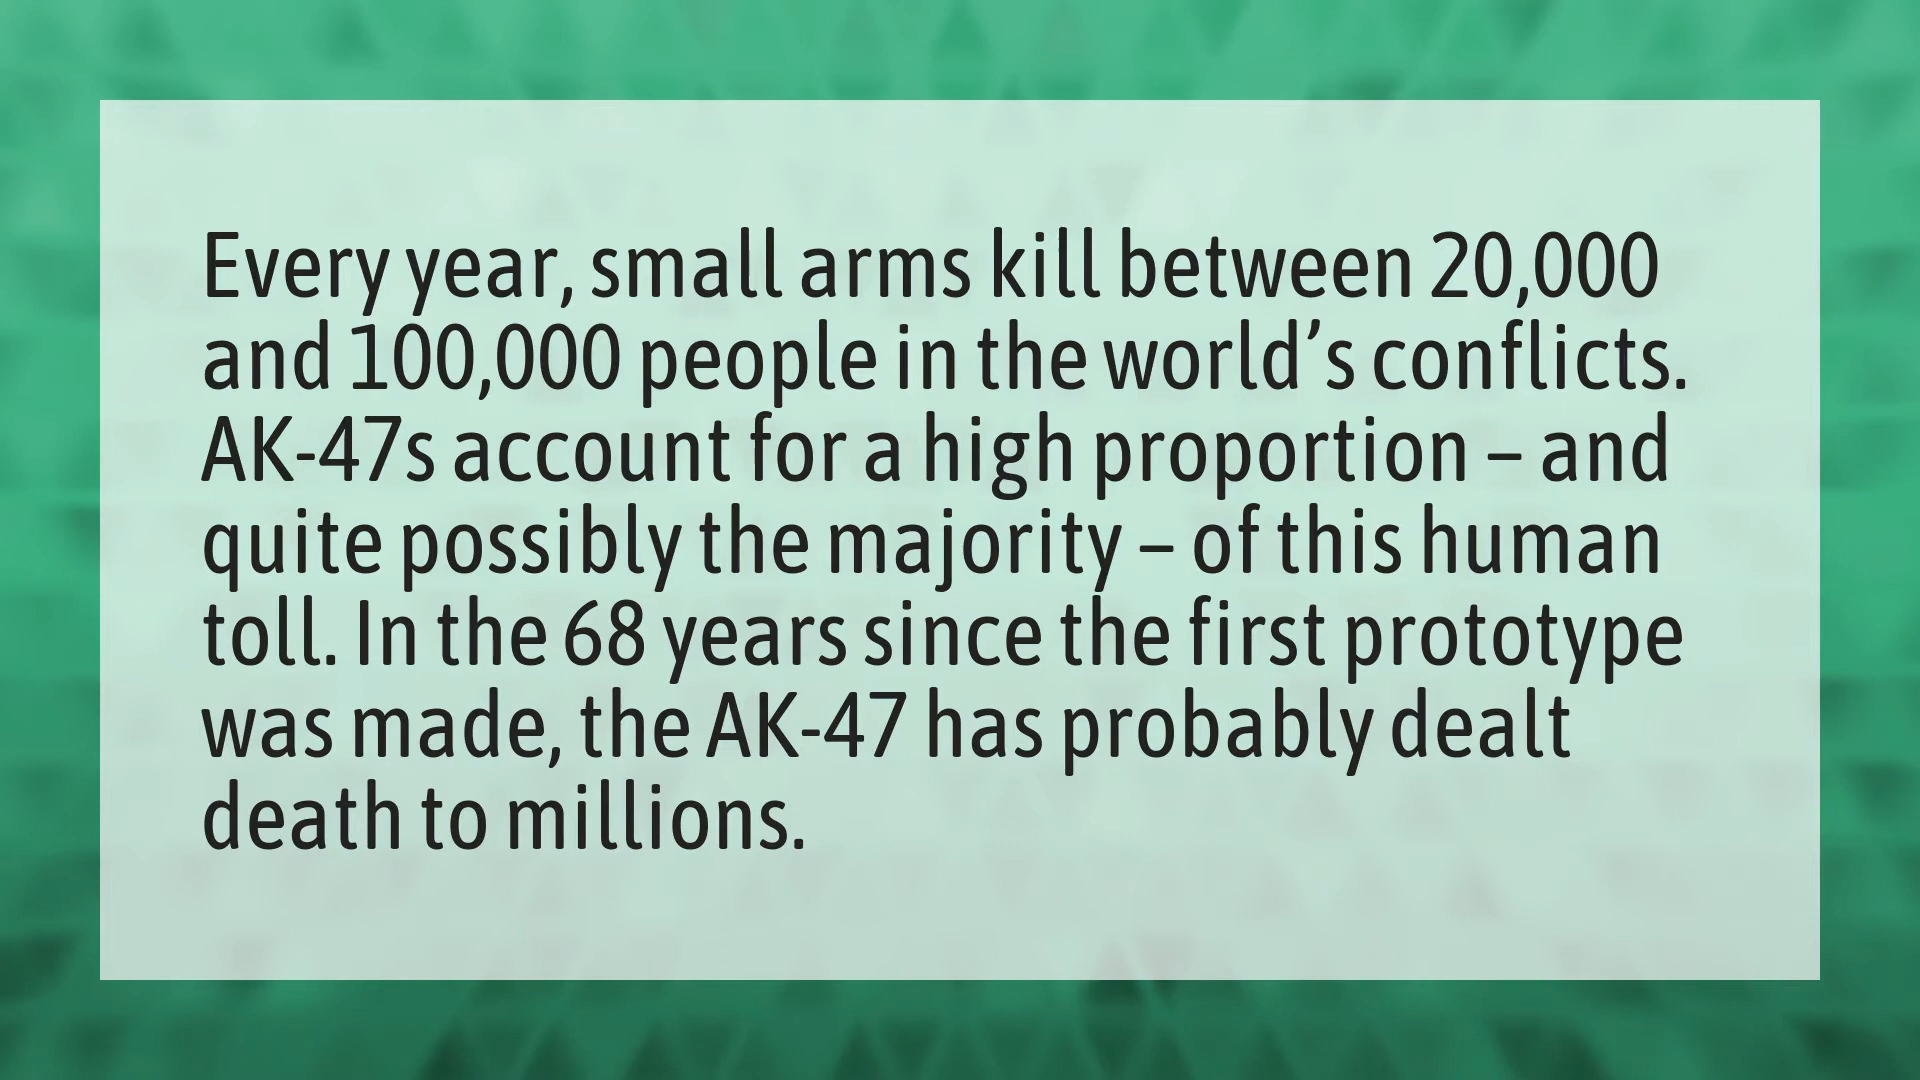 Every year, small arms kill between 20,000
and 100,000 people in the world’s conflicts.
AK-47s account for a high proportion – and
quite possibly the majority – of this human
toll. In the 68 years since the first prototype
was made, the AK-47 has probably dealt
death to millions.